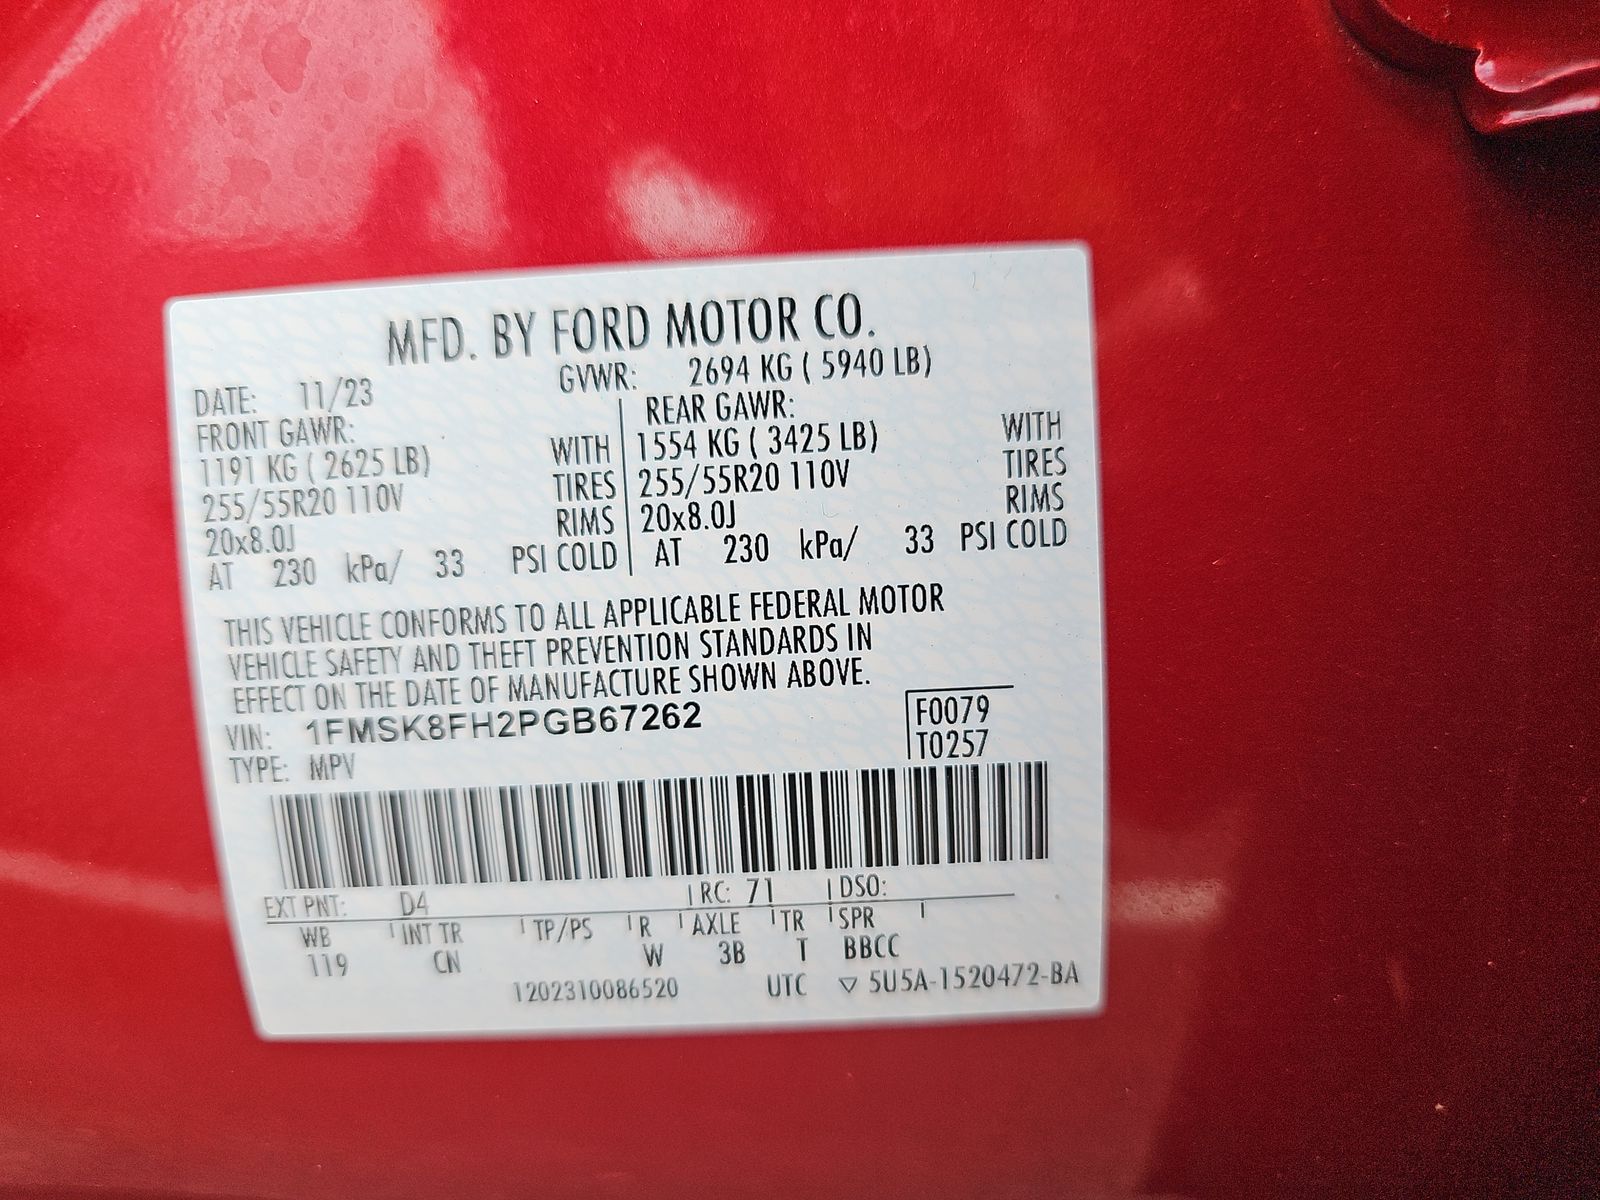 MFD. BY FORD MOTOR CO.
DATE: 11/23 GVWR: 2694 KG ( 5940 LB)
FRONT GAWR: REAR GAWR:
1191 KG ( 2625 LB) WITH 1554 KG ( 3425 LB) WITH
255/55R20 110V TIRES 255/55R20 110V TIRES
20x8.0J RIMS 20x8.0J RIMS
AT 230 kPa/ 33 PSI COLD AT 230 kPa/ 33 PSI COLD
THIS VEHICLE CONFORMS TO ALL APPLICABLE FEDERAL MOTOR
VEHICLE SAFETY AND THEFT PREVENTION STANDARDS IN
EFFECT ON THE DATE OF MANUFACTURE SHOWN ABOVE.
VIN: 1FMSK8FH2PGB67262 F0079
TYPE: MPV T0257
EXT PNT: D4 RC: 71 DSO:
WB INT TR TP/PS R AXLE TR SPR
119 CN W 3B T BBCC
1202310086520 UTC ▽ 5U5A-1520472-BA